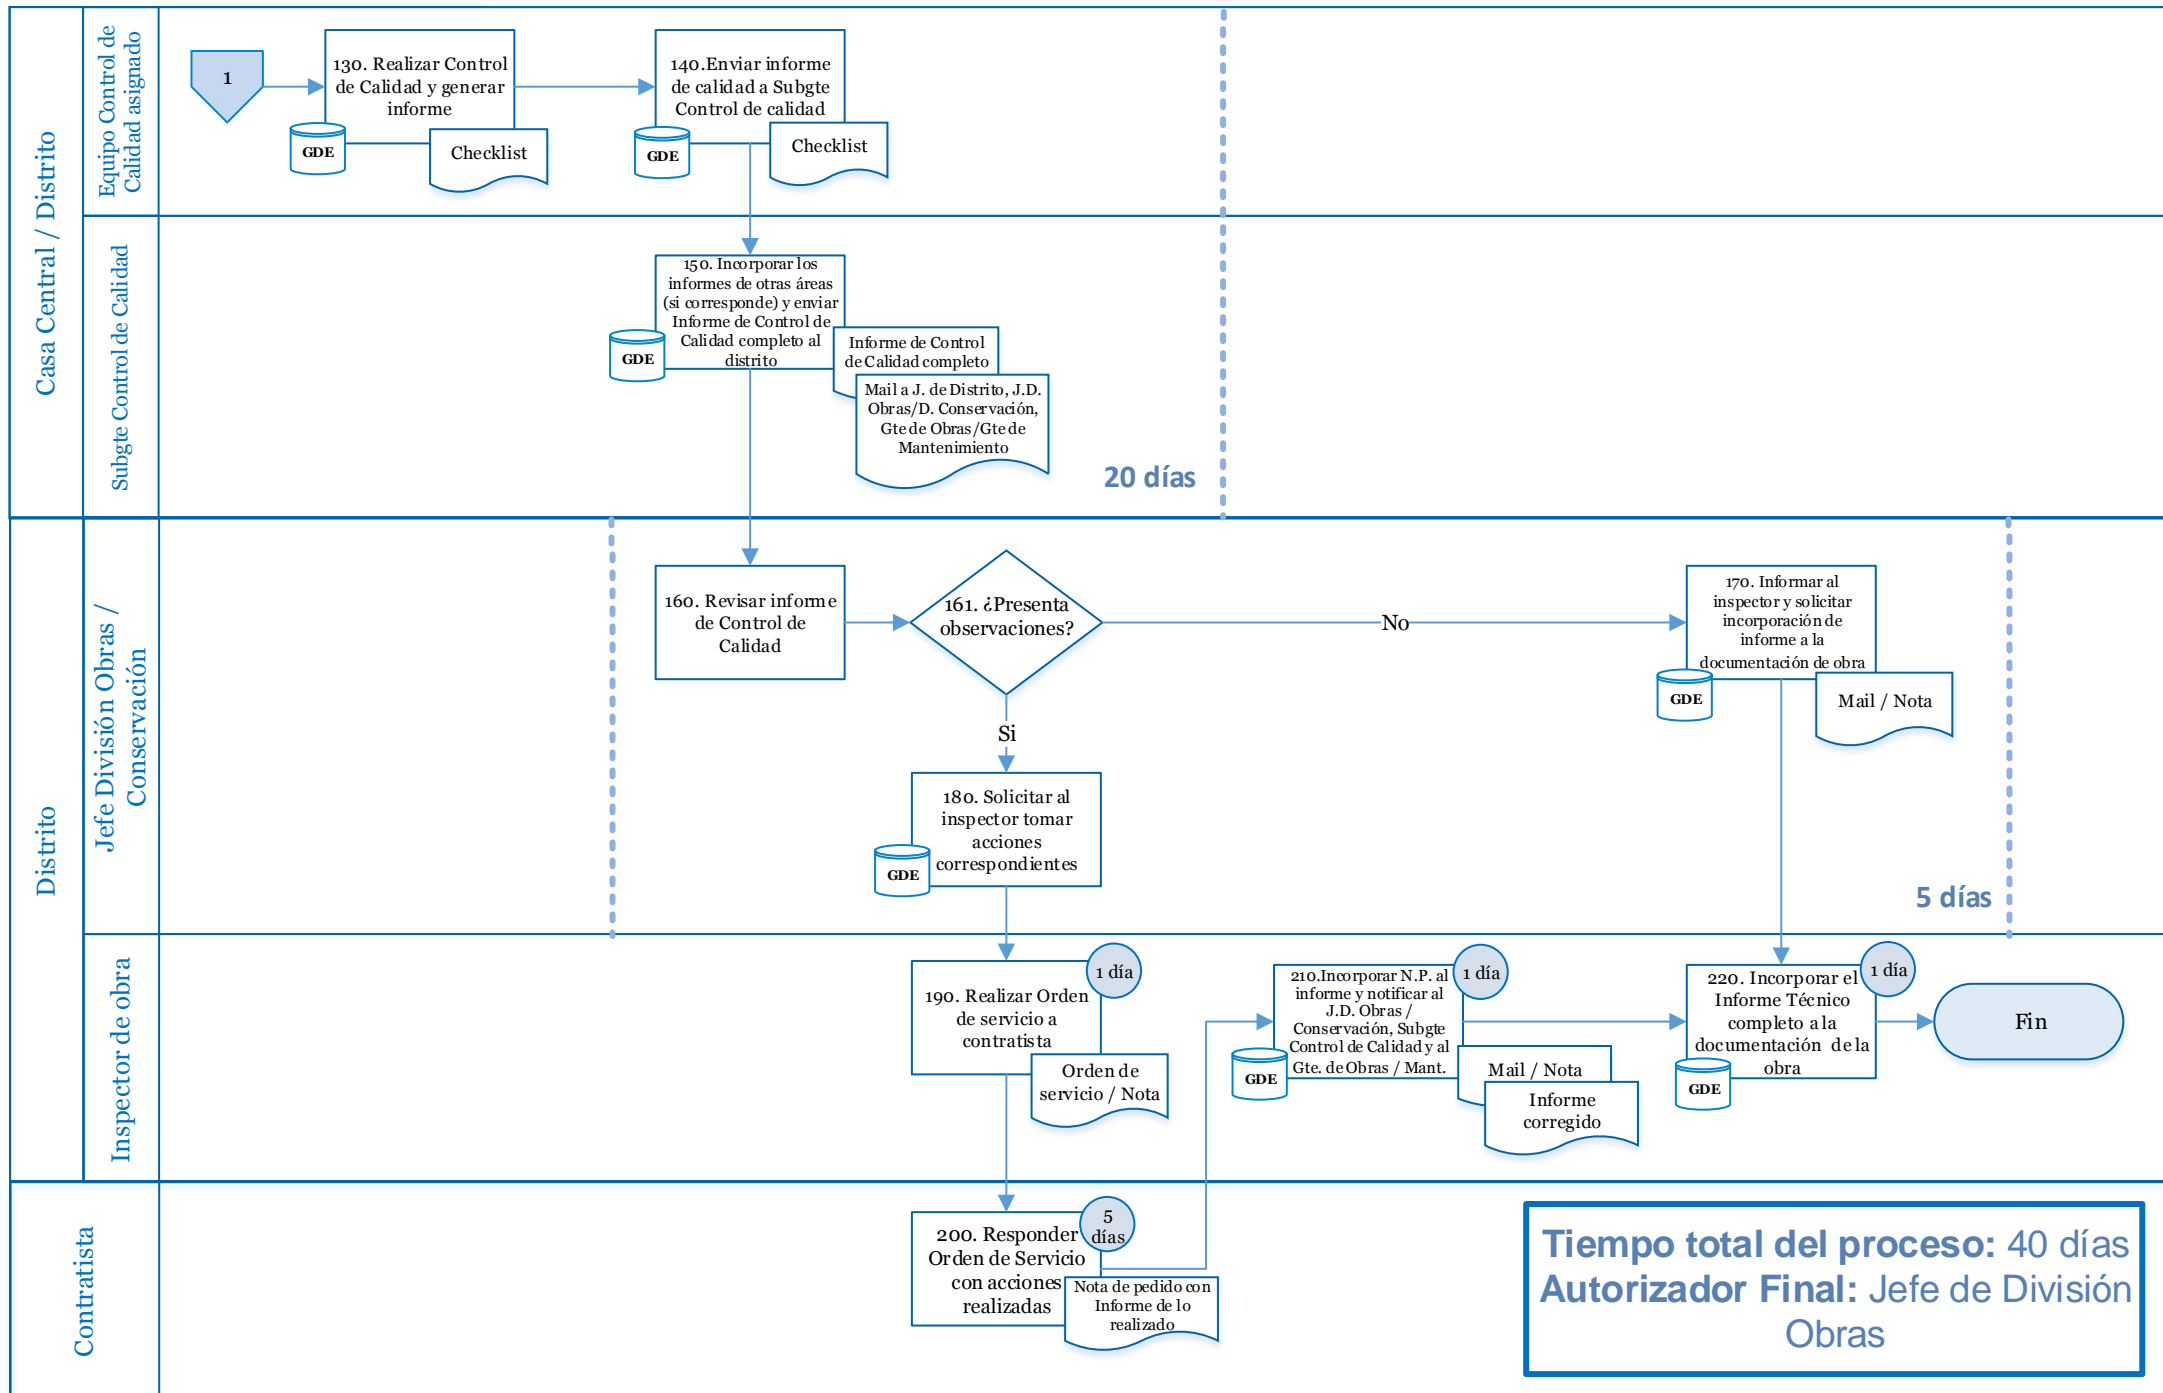 Casa Central / Distrito
Equipo Control de
Calidad asignado
1
130. Realizar Control
de Calidad y generar
informe
GDE
Checklist
140.Enviar informe
de calidad a Subgte
Control de calidad
GDE
Checklist
Subgte Control de Calidad
150. Incorporar los
informes de otras áreas
(si corresponde) y enviar
Informe de Control de
Calidad completo al
distrito
GDE
Informe de Control
de Calidad completo
Mail a J. de Distrito, J.D.
Obras/D. Conservación,
Gte de Obras/Gte de
Mantenimiento
20 días
Distrito
Jefe División Obras /
Conservación
160. Revisar informe
de Control de
Calidad
161. ¿Presenta
observaciones?
No
Si
170. Informar al
inspector y solicitar
incorporación de
informe a la
documentación de obra
GDE
Mail / Nota
180. Solicitar al
inspector tomar
acciones
correspondientes
GDE
5 días
Inspector de obra
190. Realizar Orden
de servicio a
contratista
1 día
Orden de
servicio / Nota
210.Incorporar N.P. al
informe y notificar al
J.D. Obras /
Conservación, Subgte
Control de Calidad y al
Gte. de Obras / Mant.
1 día
GDE
Mail / Nota
Informe
corregido
220. Incorporar el
Informe Técnico
completo a la
documentación de la
obra
1 día
GDE
Fin
Contratista
200. Responder
Orden de Servicio
con acciones
realizadas
5
días
Nota de pedido con
Informe de lo
realizado
Tiempo total del proceso: 40 días
Autorizador Final: Jefe de División
Obras